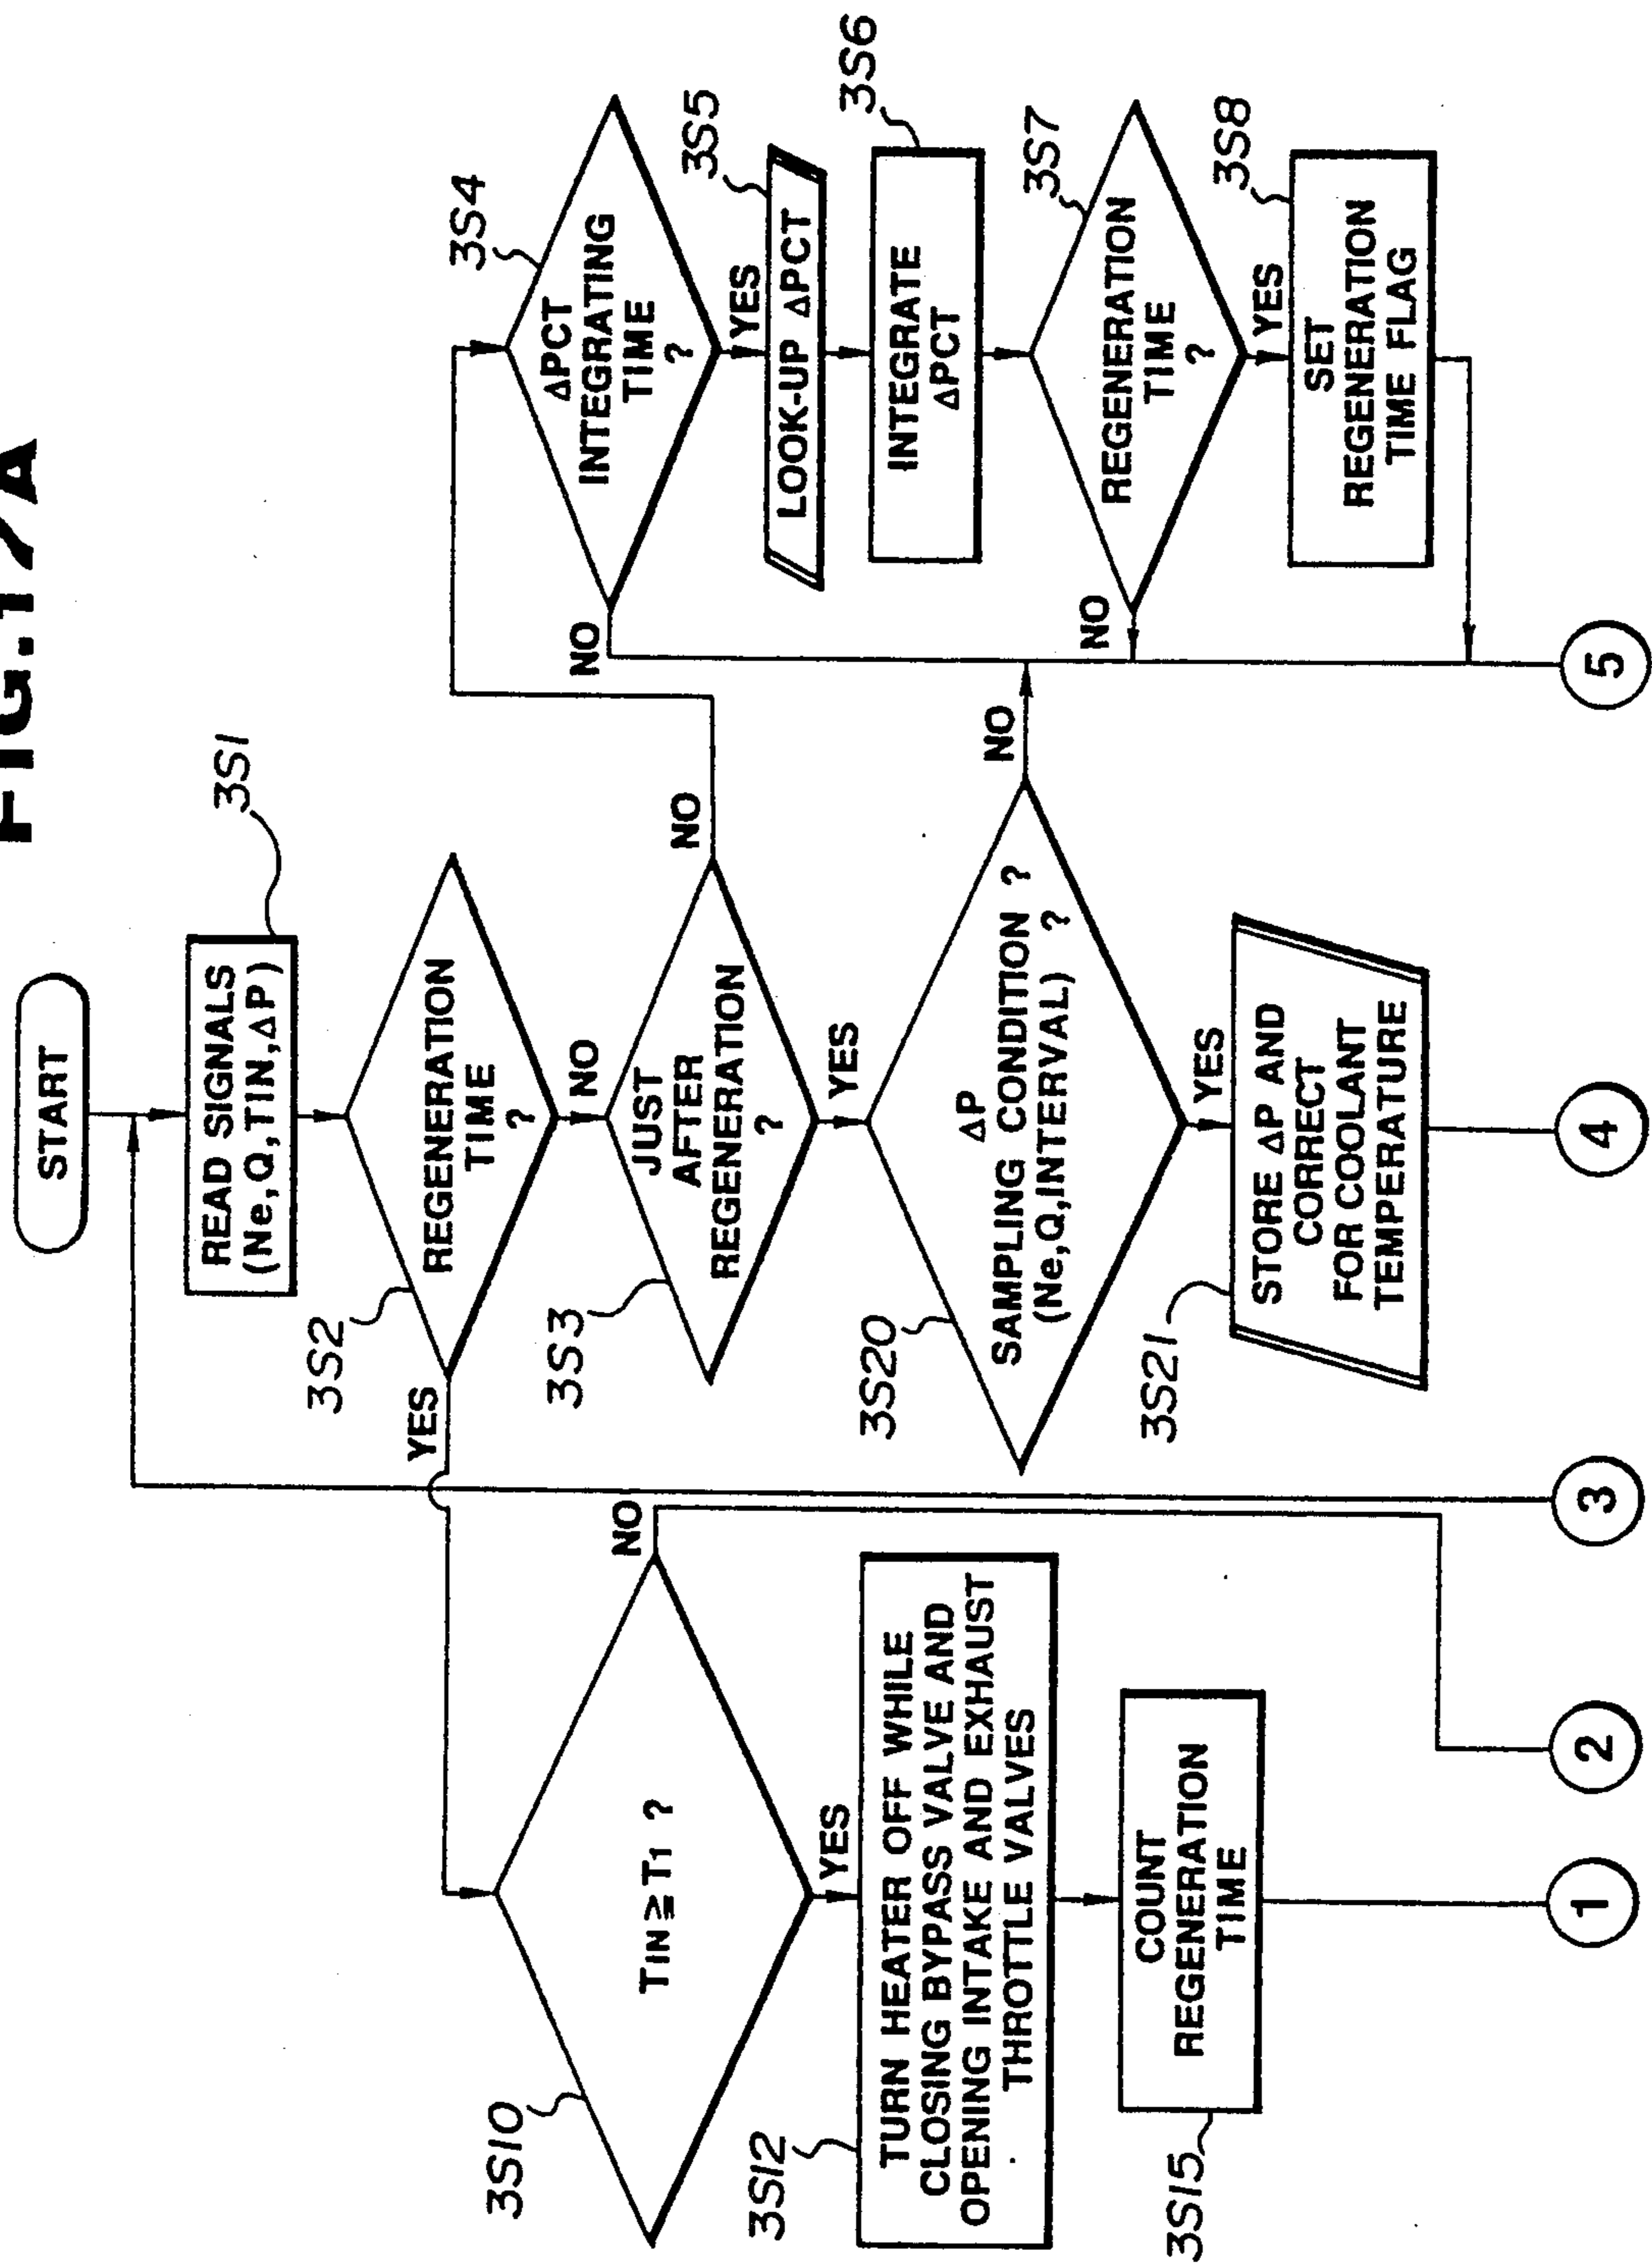 FIG.17A
START
READ SIGNALS
(Ne,Q,TIN,ΔP)
3S1
REGENERATION
TIME
?
3S2
YES
NO
JUST
AFTER
REGENERATION
?
3S3
NO
YES
ΔP
SAMPLING CONDITION ?
(Ne,Q,INTERVAL) ?
3S20
NO
YES
STORE ΔP AND
CORRECT
FOR COOLANT
TEMPERATURE
3S21
4
ΔPCT
INTEGRATING
TIME
?
3S4
NO
YES
LOOK-UP ΔPCT
3S5
INTEGRATE
ΔPCT
3S6
REGENERATION
TIME
?
3S7
NO
YES
SET
REGENERATION
TIME FLAG
3S8
5
TIN≧T1 ?
3S10
NO
YES
TURN HEATER OFF WHILE
CLOSING BYPASS VALVE AND
OPENING INTAKE AND EXHAUST
THROTTLE VALVES
3S12
COUNT
REGENERATION
TIME
3S15
1
2
3